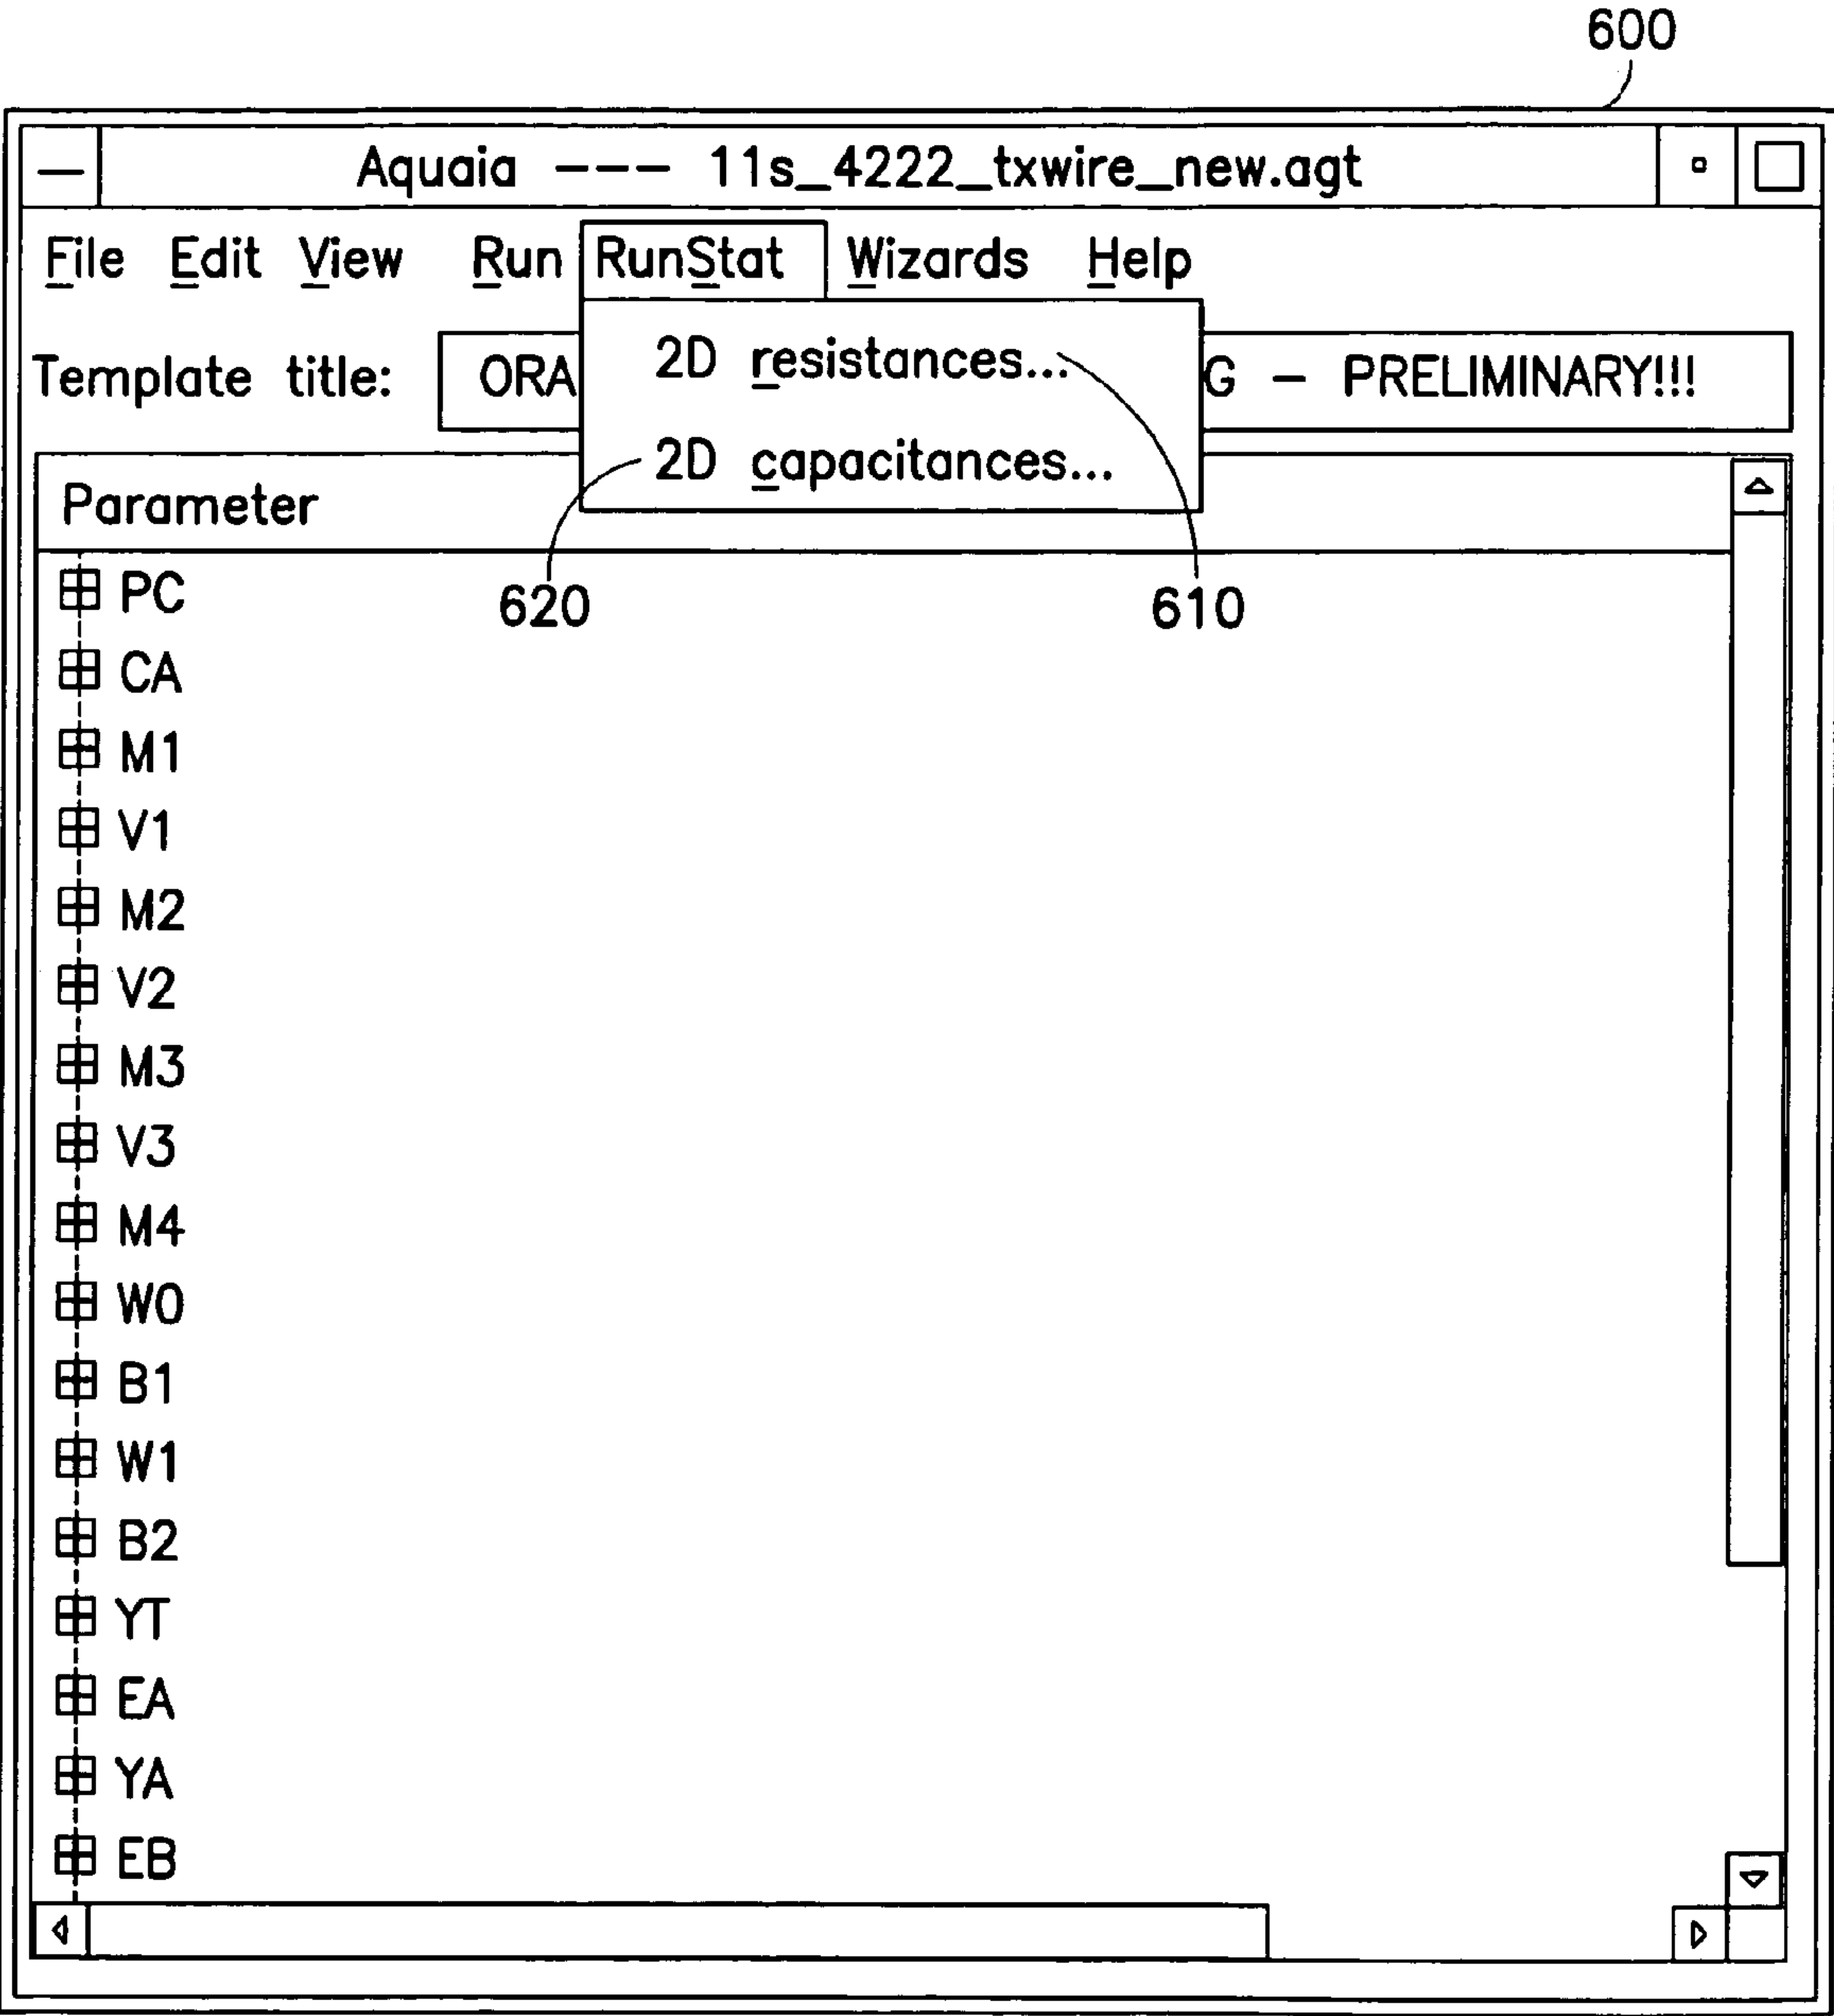 600
Aquaia --- 11s_4222_txwire_new.agt
File Edit View Run RunStat Wizards Help
Template title: ORA G - PRELIMINARY!!!
2D resistances...
2D capacitances...
Parameter
620 610
PC
CA
M1
V1
M2
V2
M3
V3
M4
W0
B1
W1
B2
YT
EA
YA
EB